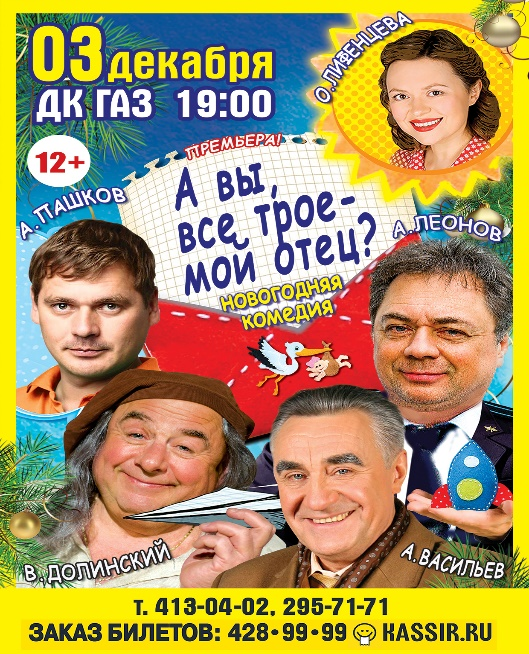 03 декабря
ДК ГАЗ 19:00
О. ЛИФЕНЦЕВА
12+
ПРЕМЬЕРА!
А. ПАШКОВ
А вы,
все трое-
мой отец?
А. ЛЕОНОВ
НОВОГОДНЯЯ
КОМЕДИЯ
В. ДОЛИНСКИЙ
А. ВАСИЛЬЕВ
т. 413-04-02, 295-71-71
ЗАКАЗ БИЛЕТОВ: 428•99•99 KASSIR.RU